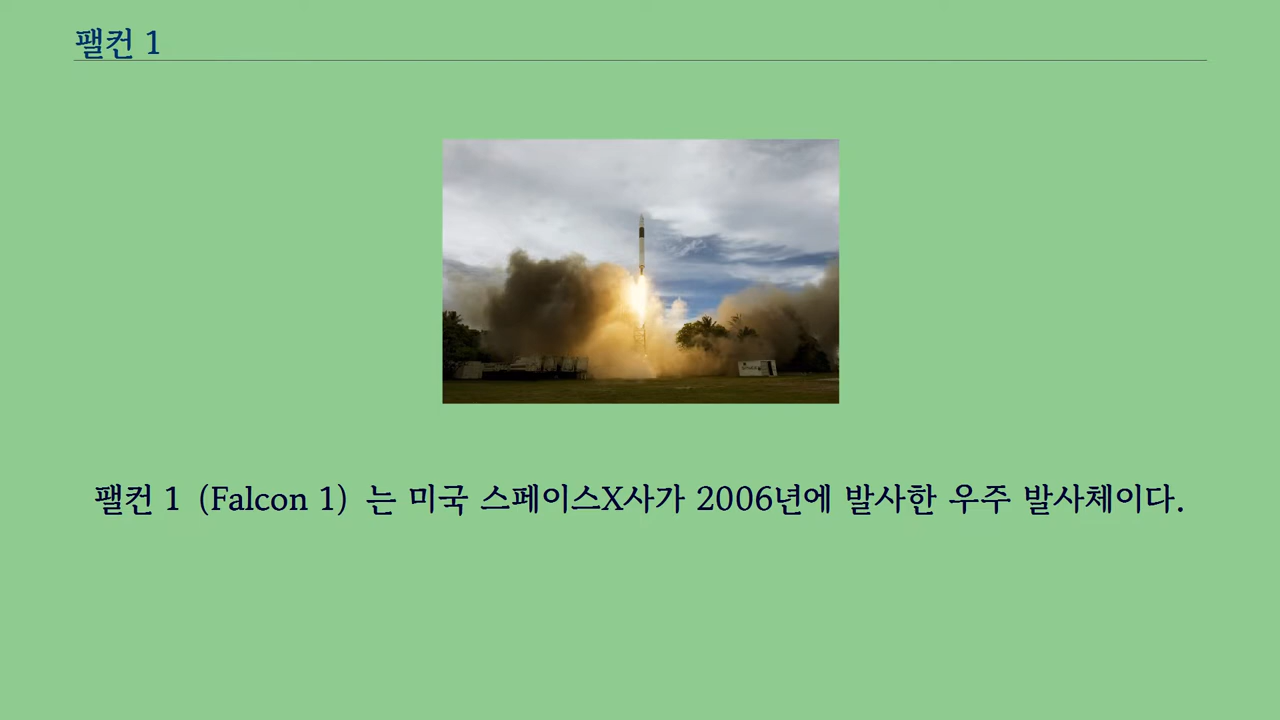 팰컨 1
팰컨 1 (Falcon 1) 는 미국 스페이스X사가 2006년에 발사한 우주 발사체이다.